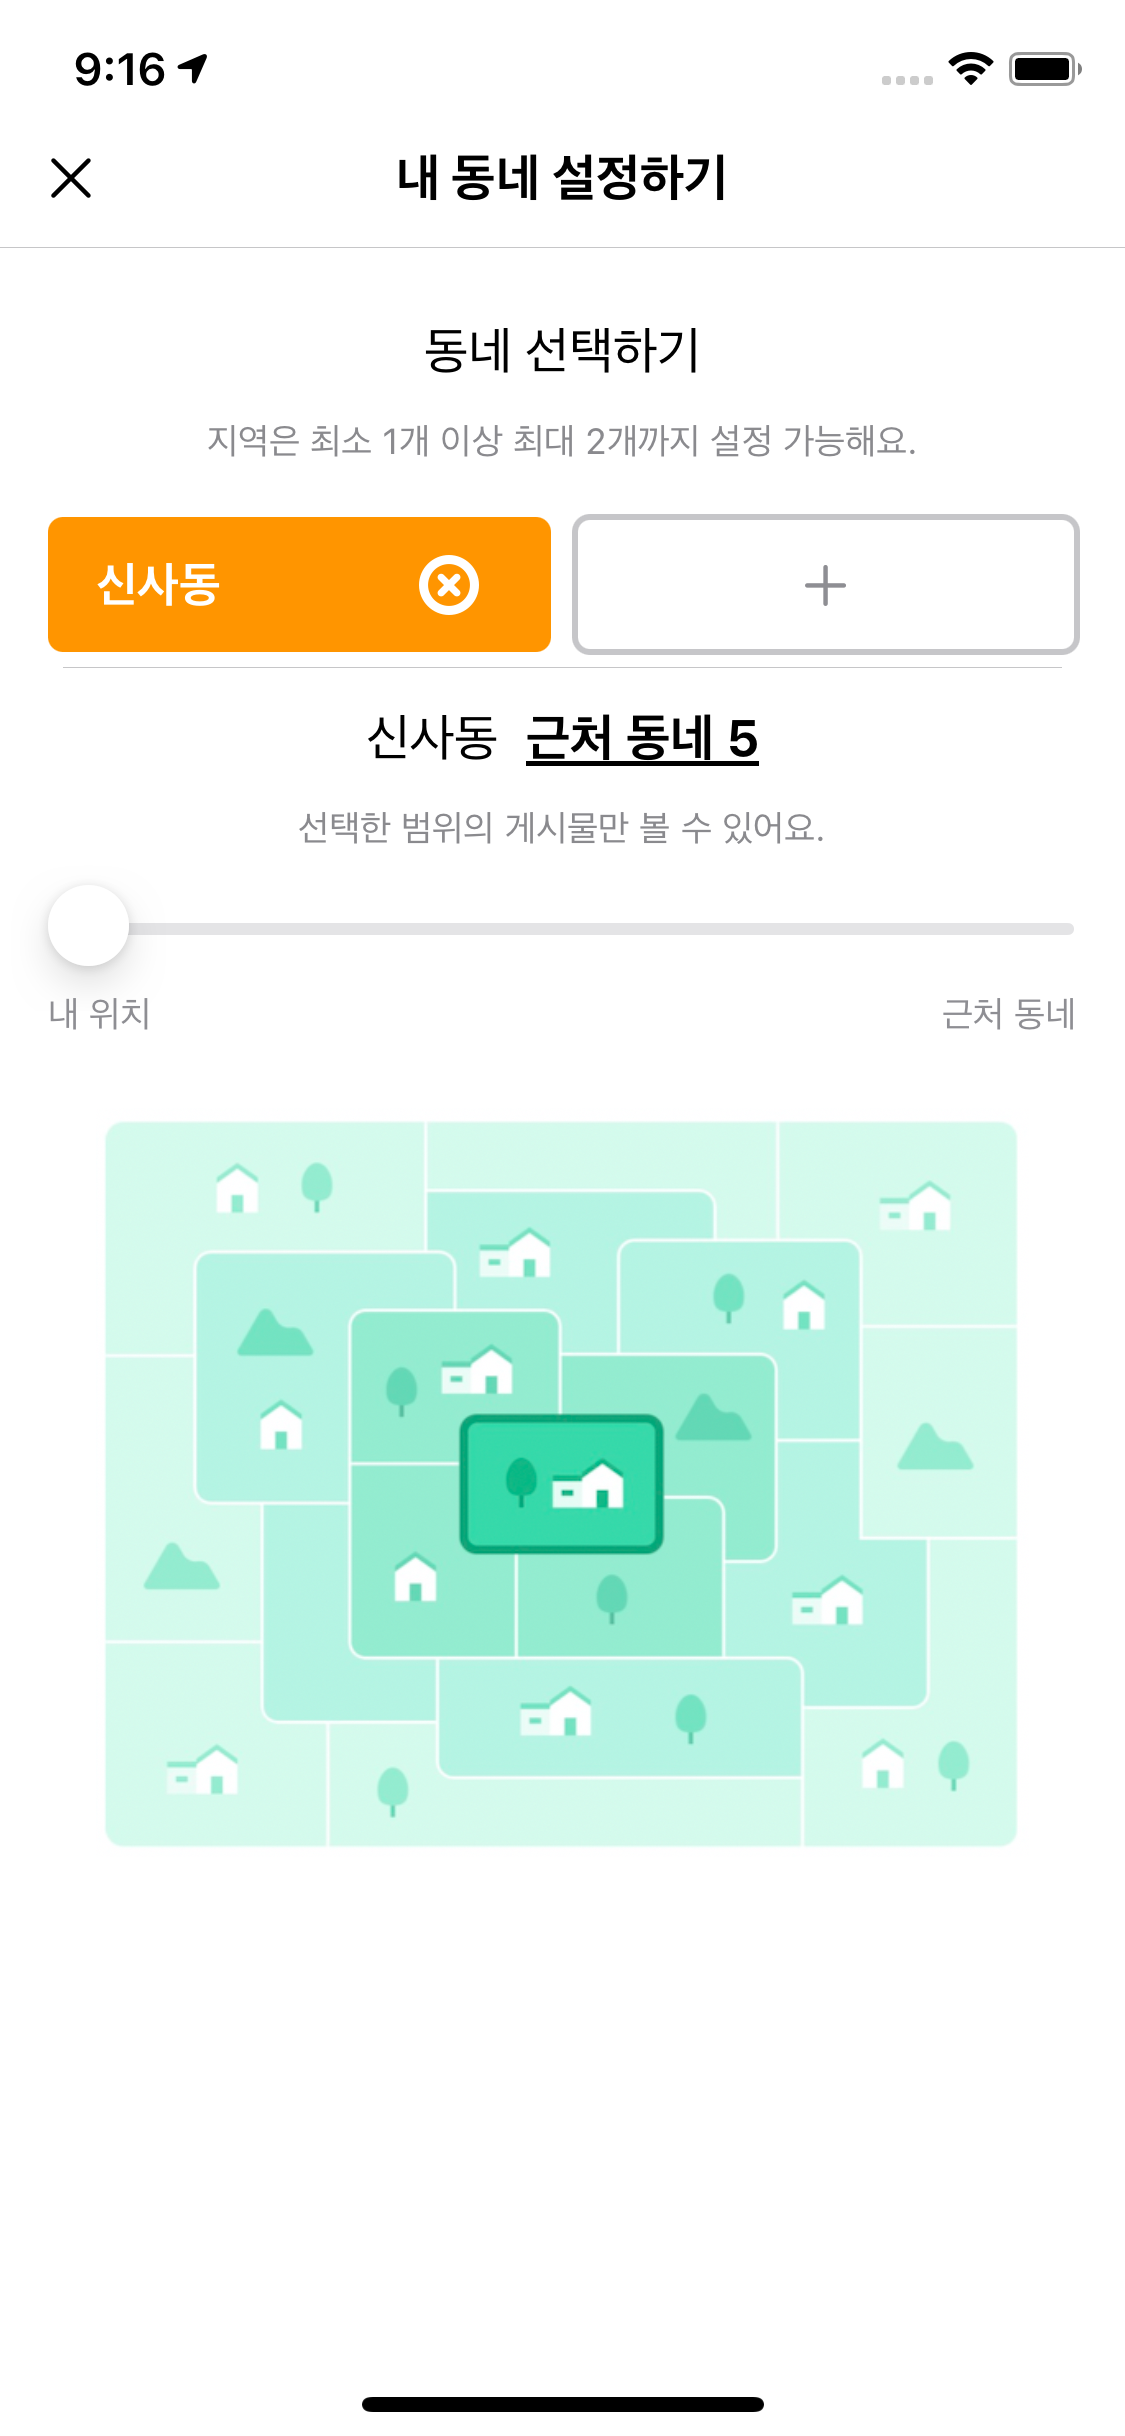 9:16
내 동네 설정하기
동네 선택하기
지역은 최소 1개 이상 최대 2개까지 설정 가능해요.
신사동
신사동 근처 동네 5
선택한 범위의 게시물만 볼 수 있어요.
내 위치 근처 동네